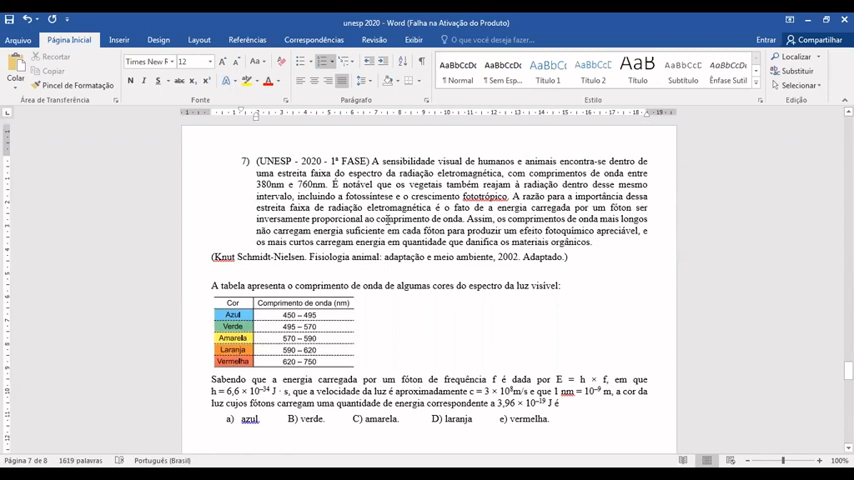 unesp 2020 - Word (Falha na Ativação do Produto)
Arquivo Página Inicial Inserir Design Layout Referências Correspondências Revisão Exibir O que você deseja fazer... Entrar Compartilhar
Colar
Recortar
Copiar
Pincel de Formatação
Área de Transferência
Times New R 12
N I S
Fonte
Parágrafo
AaBbCcDc AaBbCcDc AaBbCc AaBbCcC AaB AaBbCcD AaBbCcDt
¶ Normal ¶ Sem Esp... Título 1 Título 2 Título Subtítulo Ênfase Sutil
Estilo
Localizar
Substituir
Selecionar
Edição
7) (UNESP - 2020 - 1ª FASE) A sensibilidade visual de humanos e animais encontra-se dentro de
uma estreita faixa do espectro da radiação eletromagnética, com comprimentos de onda entre
380nm e 760nm. É notável que os vegetais também reajam à radiação dentro desse mesmo
intervalo, incluindo a fotossíntese e o crescimento fototrópico. A razão para a importância dessa
estreita faixa de radiação eletromagnética é o fato de a energia carregada por um fóton ser
inversamente proporcional ao comprimento de onda. Assim, os comprimentos de onda mais longos
não carregam energia suficiente em cada fóton para produzir um efeito fotoquímico apreciável, e
os mais curtos carregam energia em quantidade que danifica os materiais orgânicos.
(Knut Schmidt-Nielsen. Fisiologia animal: adaptação e meio ambiente, 2002. Adaptado.)
A tabela apresenta o comprimento de onda de algumas cores do espectro da luz visível:
Cor Comprimento de onda (nm)
Azul 450 – 495
Verde 495 – 570
Amarela 570 – 590
Laranja 590 – 620
Vermelha 620 – 750
Sabendo que a energia carregada por um fóton de frequência f é dada por E = h × f, em que
h = 6,6 × 10⁻³⁴ J · s, que a velocidade da luz é aproximadamente c = 3 × 10⁸m/s e que 1 nm = 10⁻⁹ m, a cor da
luz cujos fótons carregam uma quantidade de energia correspondente a 3,96 × 10⁻¹⁹ J é
a) azul. B) verde. C) amarela. D) laranja e) vermelha.
Página 7 de 8 1619 palavras Português (Brasil) 100%